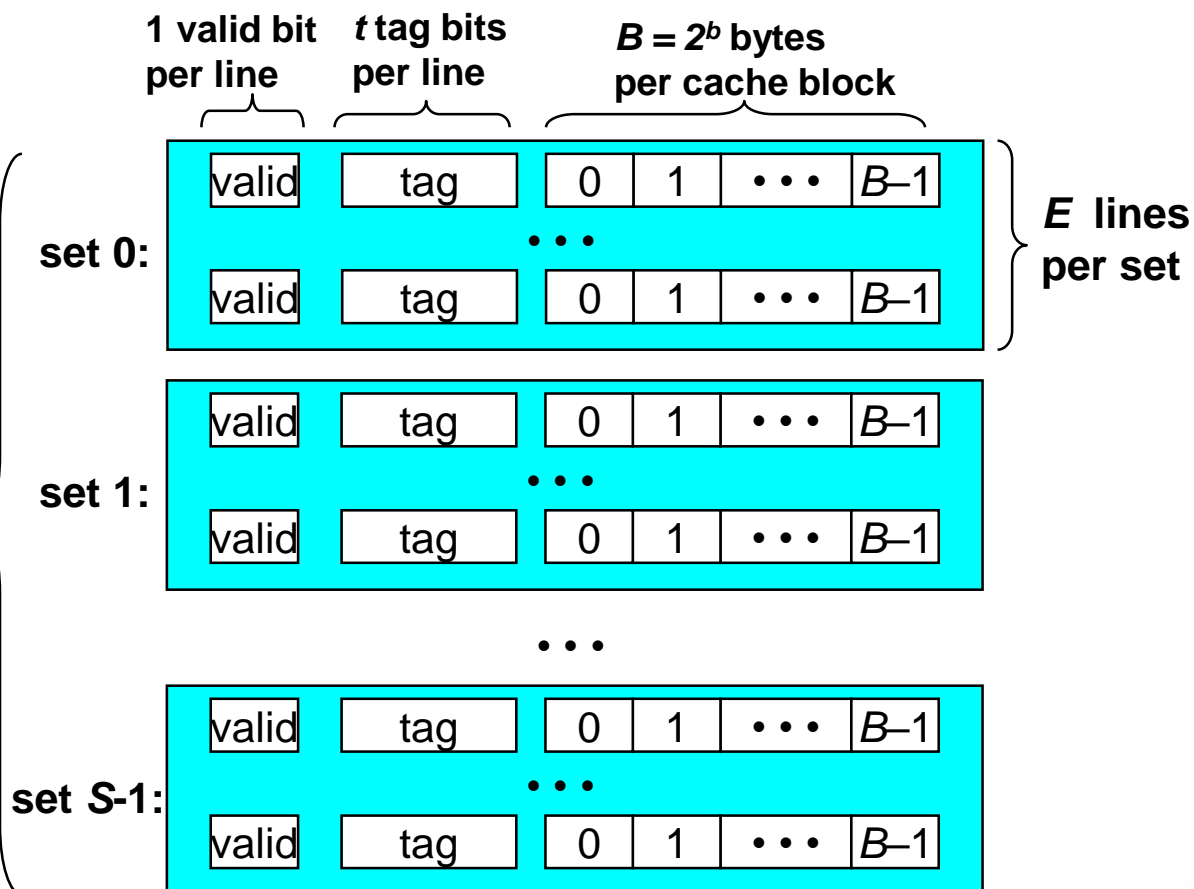 1 valid bit
per line
t tag bits
per line
B = 2^b bytes
per cache block
set 0:
valid tag 0 1 • • • B–1
• • •
valid tag 0 1 • • • B–1
E lines
per set
set 1:
valid tag 0 1 • • • B–1
• • •
valid tag 0 1 • • • B–1
• • •
set S-1:
valid tag 0 1 • • • B–1
• • •
valid tag 0 1 • • • B–1